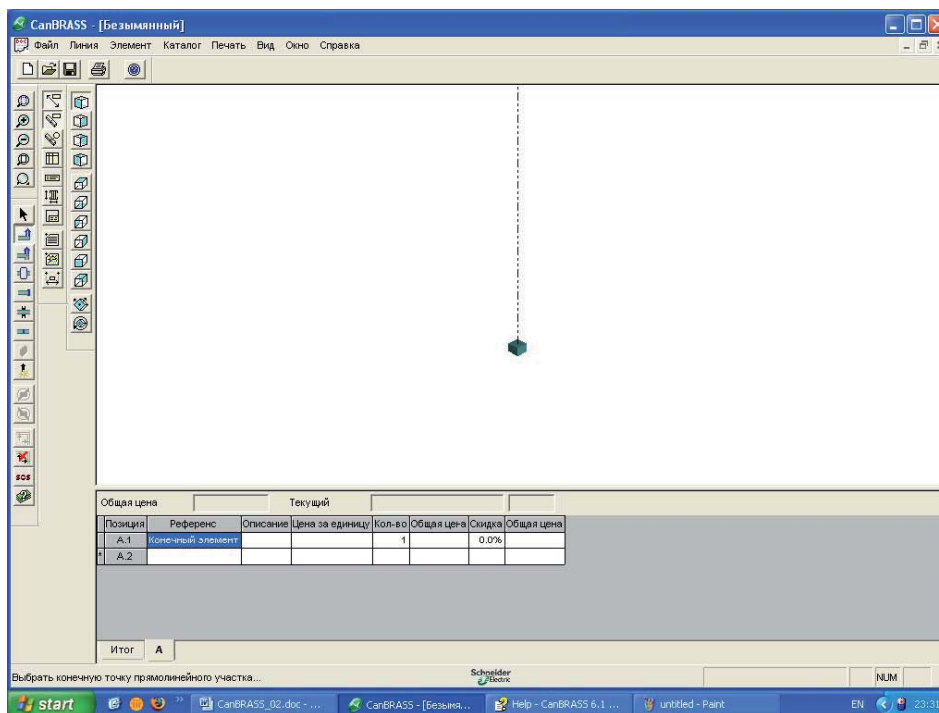 CanBRASS - [Безымянный]
Файл Линия Элемент Каталог Печать Вид Окно Справка
SOS
Общая цена Текущий
Позиция Референс Описание Цена за единицу Кол-во Общая цена Скидка Общая цена
A.1 Конечный элемент 1 0.0%
* A.2
Итог A
Выбрать конечную точку прямолинейного участка... Schneider Electric NUM
start CanBRASS_02.doc - ... CanBRASS - [Безымя... Help - CanBRASS 6.1 ... untitled - Paint EN 23:31